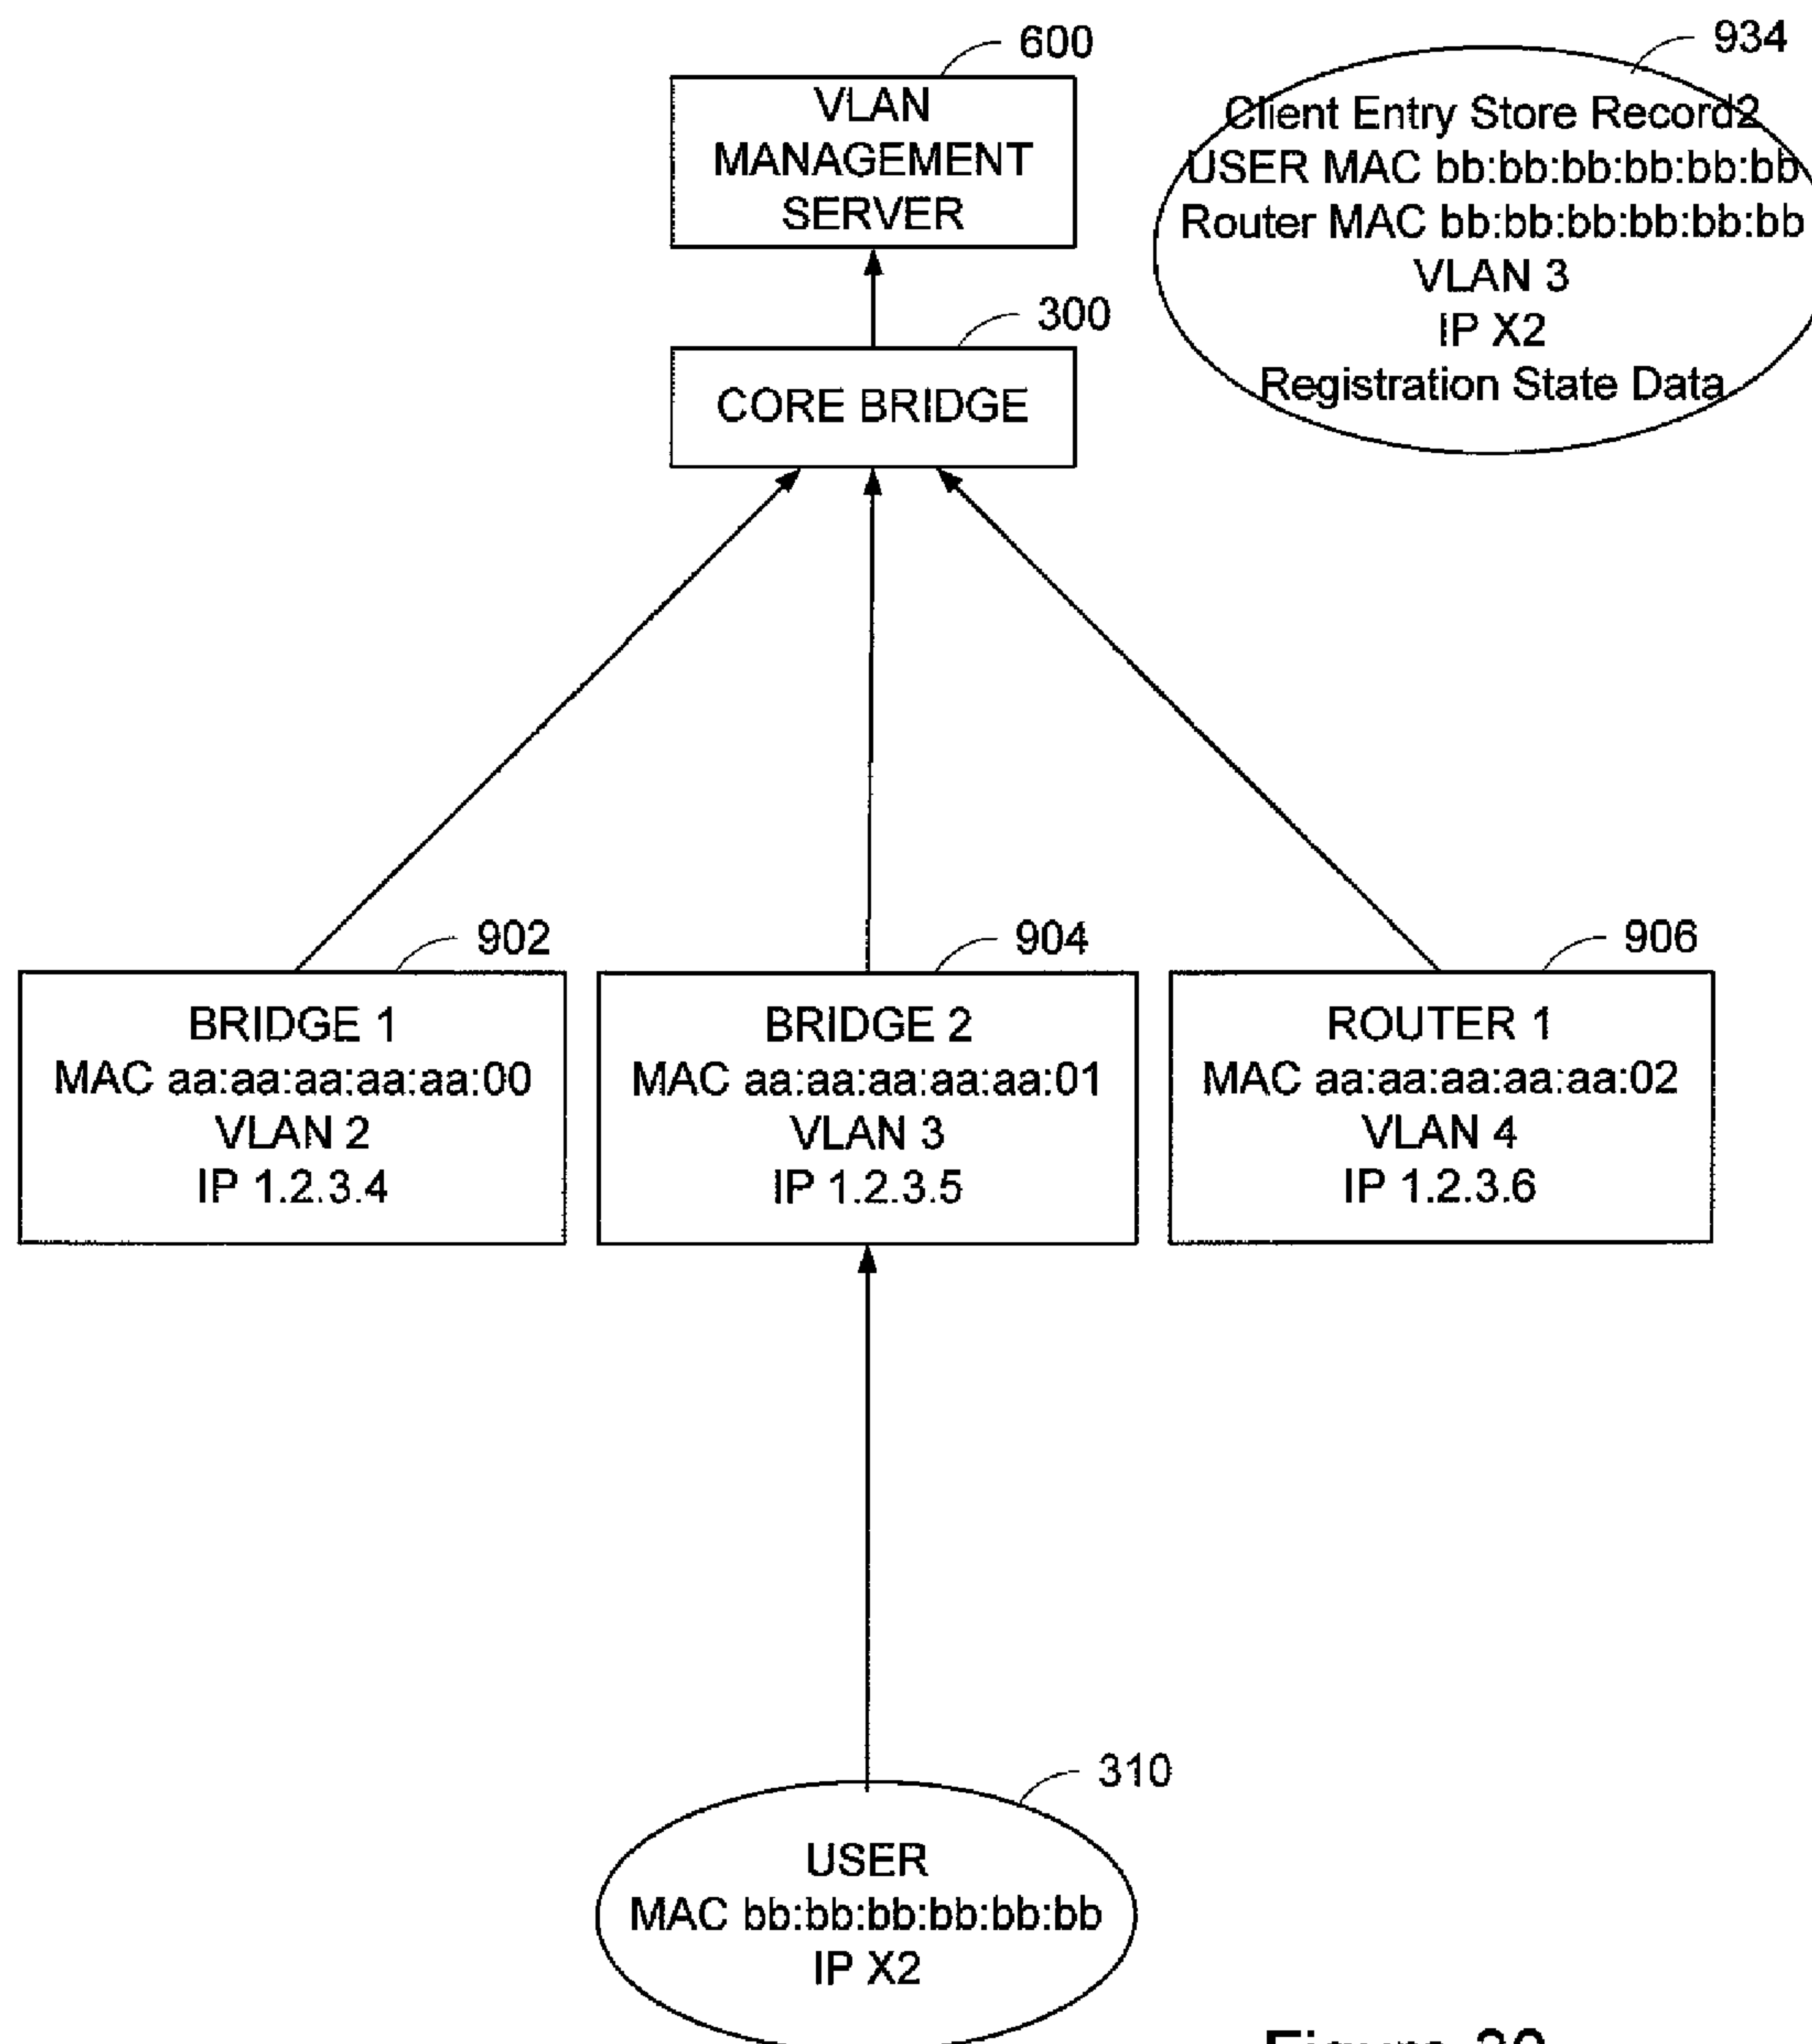 600
VLAN
MANAGEMENT
SERVER
934
Client Entry Store Record2
USER MAC bb:bb:bb:bb:bb:bb
Router MAC bb:bb:bb:bb:bb:bb
VLAN 3
IP X2
Registration State Data
300
CORE BRIDGE
902
BRIDGE 1
MAC aa:aa:aa:aa:aa:00
VLAN 2
IP 1.2.3.4
904
BRIDGE 2
MAC aa:aa:aa:aa:aa:01
VLAN 3
IP 1.2.3.5
906
ROUTER 1
MAC aa:aa:aa:aa:aa:02
VLAN 4
IP 1.2.3.6
310
USER
MAC bb:bb:bb:bb:bb:bb
IP X2
Figure